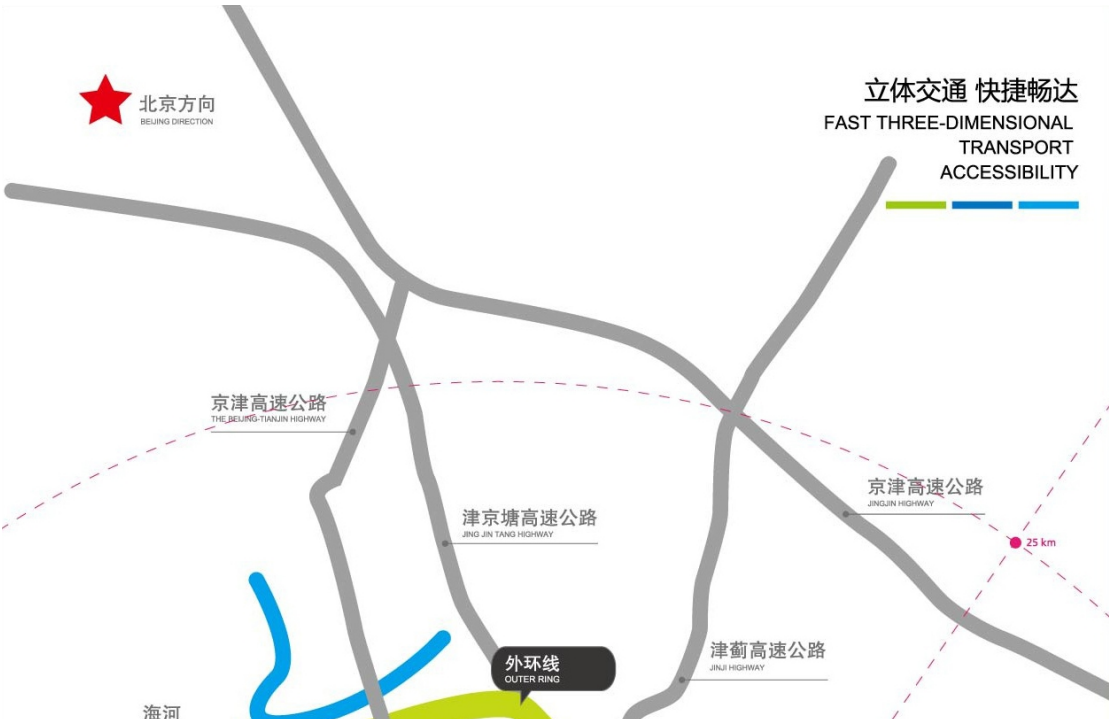 立体交通 快捷畅达
FAST THREE-DIMENSIONAL
TRANSPORT
ACCESSIBILITY
北京方向
BEIJING DIRECTION
京津高速公路
THE BEIJING-TIANJIN HIGHWAY
京津高速公路
JINGJIN HIGHWAY
津京塘高速公路
JING JIN TANG HIGHWAY
25 km
外环线
OUTER RING
津蓟高速公路
JINJI HIGHWAY
海河